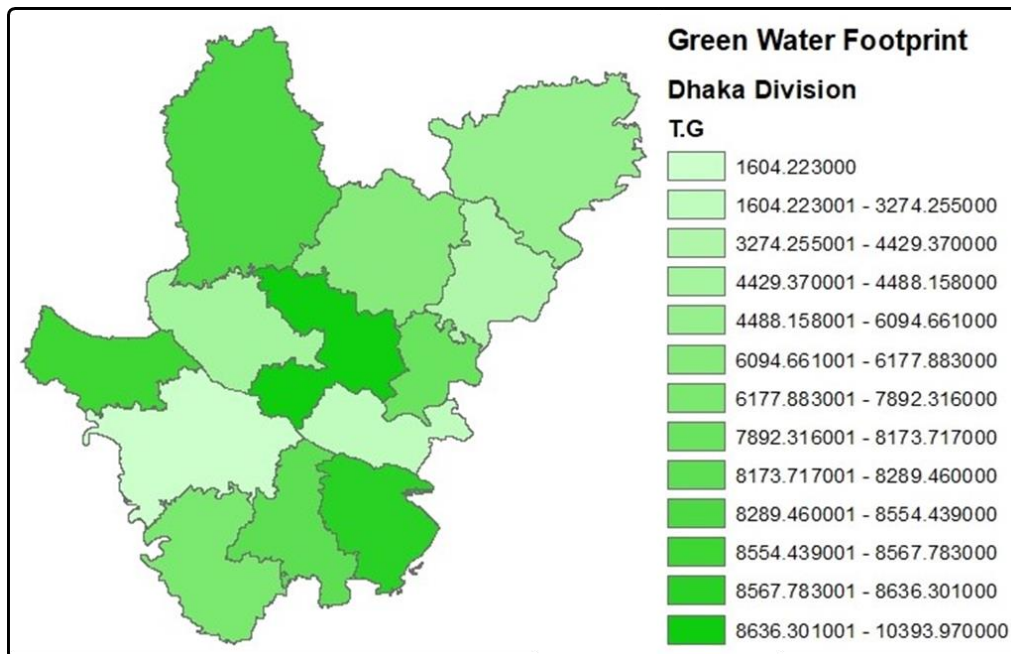 Green Water Footprint
Dhaka Division
T.G
1604.223000
1604.223001 - 3274.255000
3274.255001 - 4429.370000
4429.370001 - 4488.158000
4488.158001 - 6094.661000
6094.661001 - 6177.883000
6177.883001 - 7892.316000
7892.316001 - 8173.717000
8173.717001 - 8289.460000
8289.460001 - 8554.439000
8554.439001 - 8567.783000
8567.783001 - 8636.301000
8636.301001 - 10393.970000